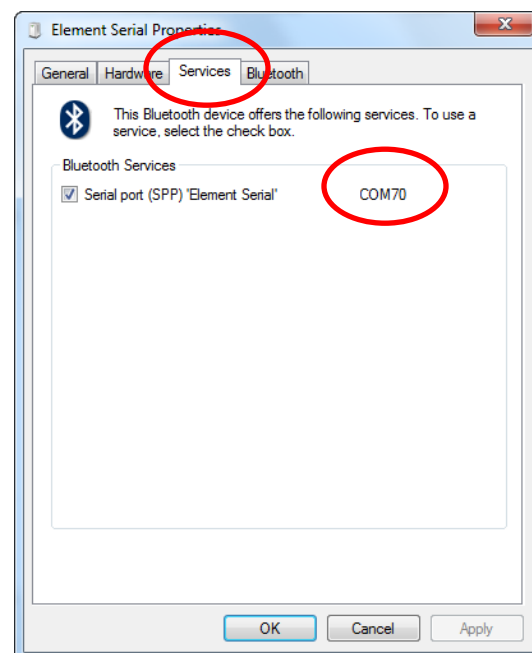 Element Serial Properties
General Hardware Services Bluetooth
This Bluetooth device offers the following services. To use a
service, select the check box.
Bluetooth Services
Serial port (SPP) 'Element Serial' COM70
OK Cancel Apply